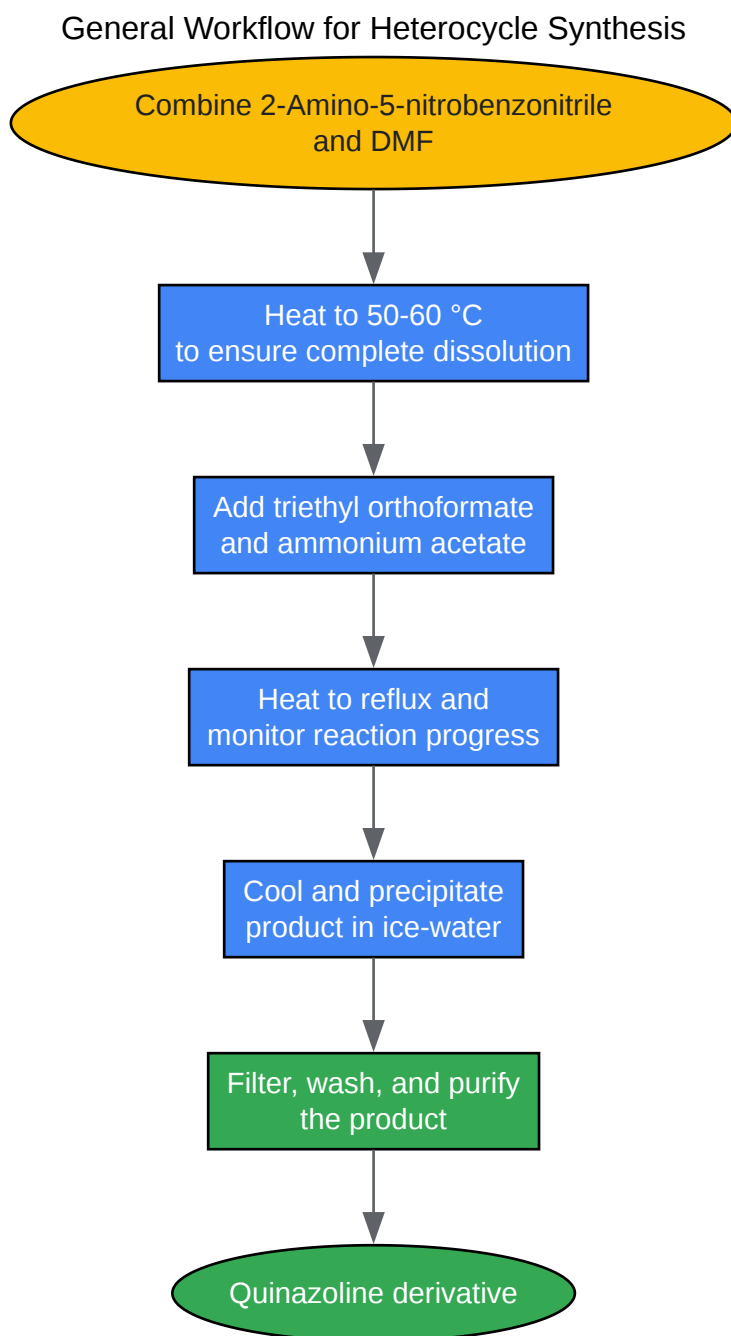 General Workflow for Heterocycle Synthesis
Combine 2-Amino-5-nitrobenzonitrile
and DMF
Heat to 50-60 °C
to ensure complete dissolution
Add triethyl orthoformate
and ammonium acetate
Heat to reflux and
monitor reaction progress
Cool and precipitate
product in ice-water
Filter, wash, and purify
the product
Quinazoline derivative